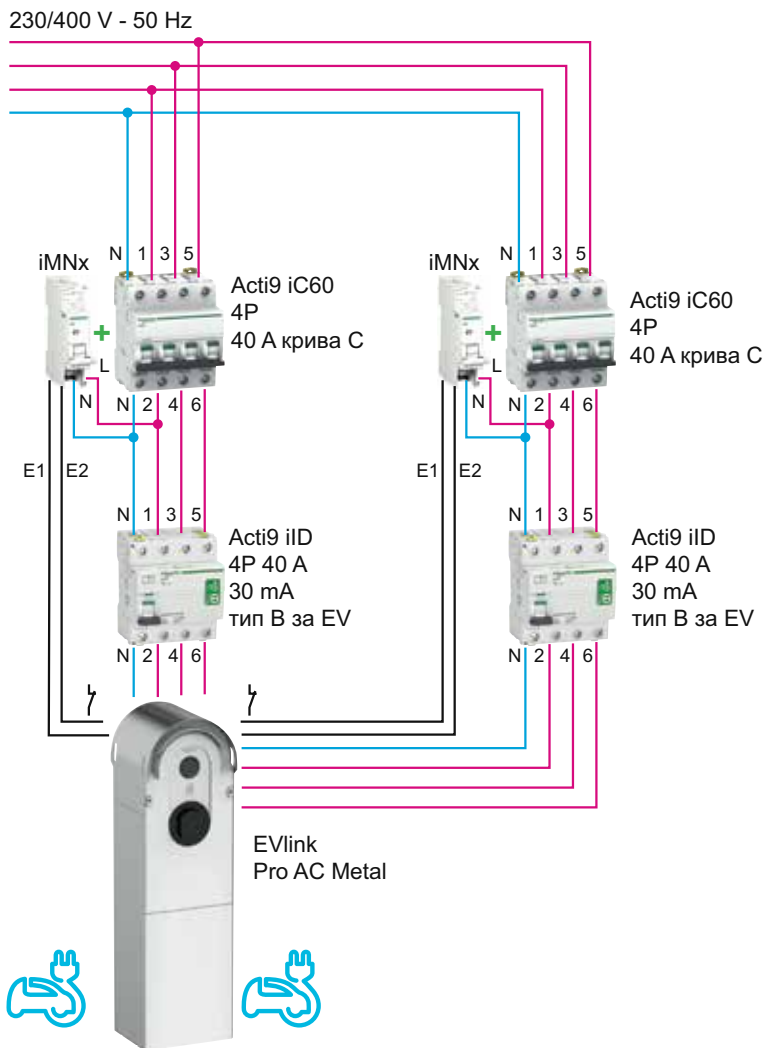 230/400 V - 50 Hz
N 1 3 5
iMNx
Acti9 iC60
4P
40 A крива C
+
L
N
N 2 4 6
E1 E2
N 1 3 5
Acti9 iID
4P 40 A
30 mA
тип B за EV
N 2 4 6
N 1 3 5
iMNx
Acti9 iC60
4P
40 A крива C
+
L
N
N 2 4 6
E1 E2
N 1 3 5
Acti9 iID
4P 40 A
30 mA
тип B за EV
N 2 4 6
EVlink
Pro AC Metal